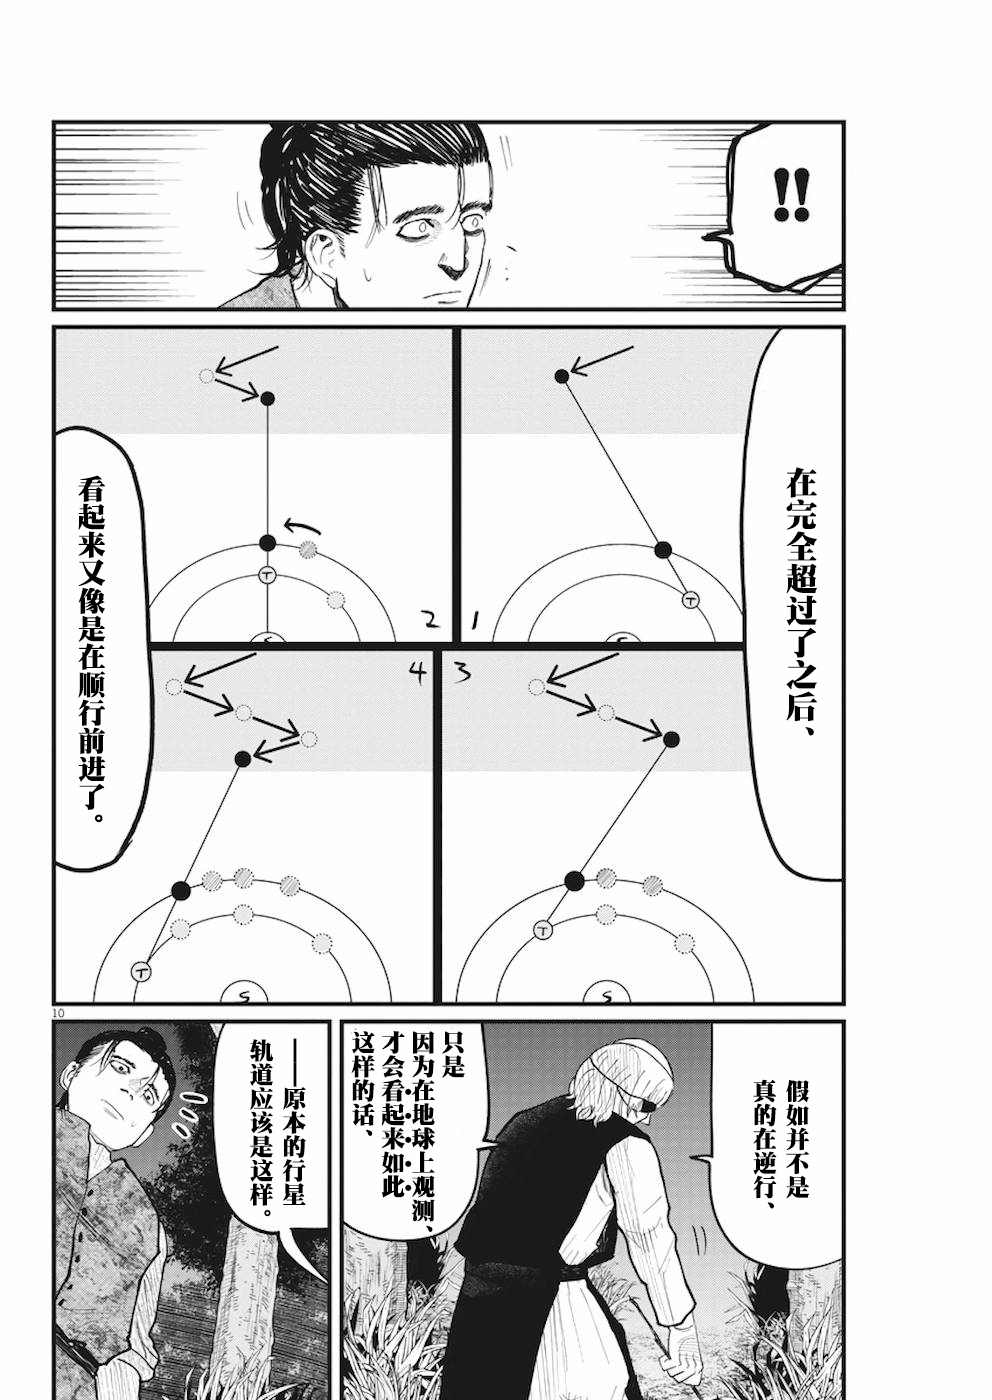 !!
在完全超过了之后、
1
T
S
2
T
S
3
T
S
4
T
S
看起来又像是在顺行前进了。
10
假如并不是
真的在逆行、
只是
因为在地球上观测、
才会看起来如此
这样的话、
——原本的行星
轨道应该是这样。